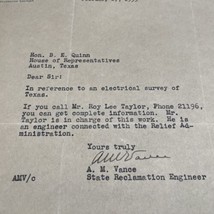 Hon. B. E. Quinn
House of Representatives
Austin, Texas
Dear Sir:
In reference to an electrical survey of
Texas.
If you call Mr. Roy Lee Taylor, Phone 21196,
you can get complete information. Mr.
Taylor is in charge of this work. He is
an engineer connected with the Relief Ad-
ministration.
Yours truly
A M Vance
A. M. Vance
AMV/c State Reclamation Engineer